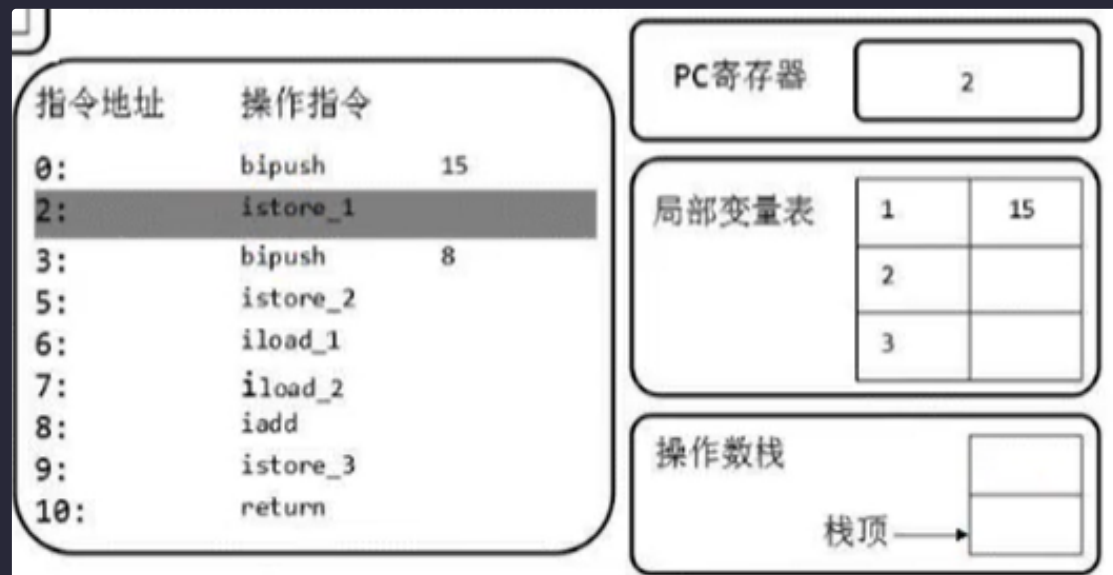 指令地址 操作指令
0: bipush 15
2: istore_1
3: bipush 8
5: istore_2
6: iload_1
7: iload_2
8: iadd
9: istore_3
10: return
PC寄存器 2
局部变量表 1 15
2
3
操作数栈
栈顶